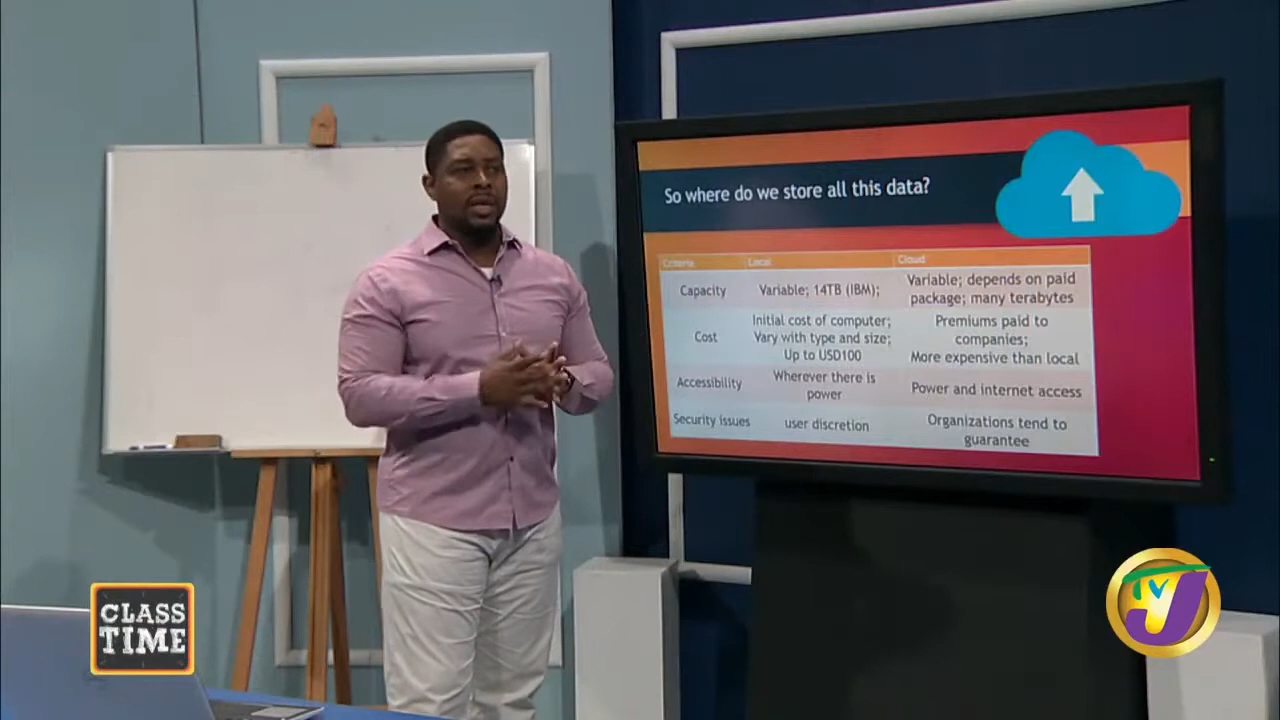 So where do we store all this data?
Criteria Local Cloud
Capacity Variable; 14TB (IBM); Variable; depends on paid
package; many terabytes
Cost Initial cost of computer; Premiums paid to
Vary with type and size; companies;
Up to USD100 More expensive than local
Accessibility Wherever there is Power and internet access
power
Security issues user discretion Organizations tend to
guarantee
CLASS
TIME
TVJ